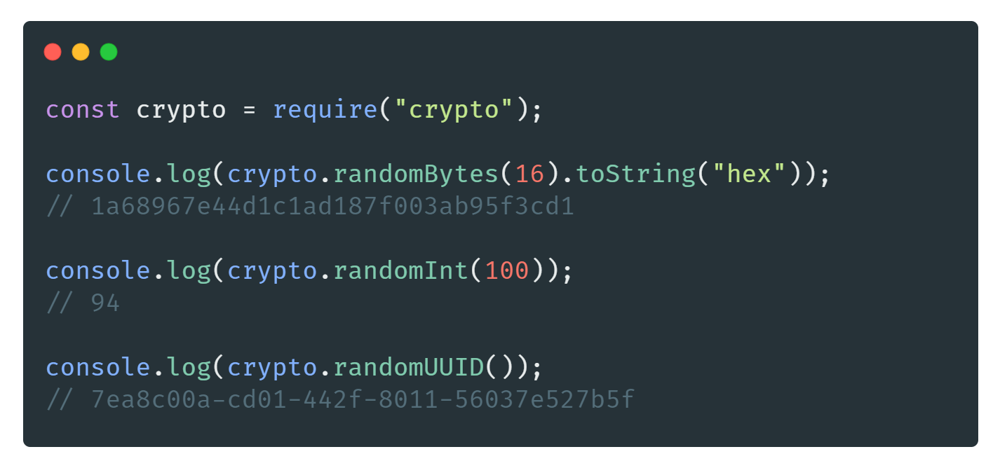 const crypto = require("crypto");
console.log(crypto.randomBytes(16).toString("hex"));
// 1a68967e44d1c1ad187f003ab95f3cd1
console.log(crypto.randomInt(100));
// 94
console.log(crypto.randomUUID());
// 7ea8c00a-cd01-442f-8011-56037e527b5f